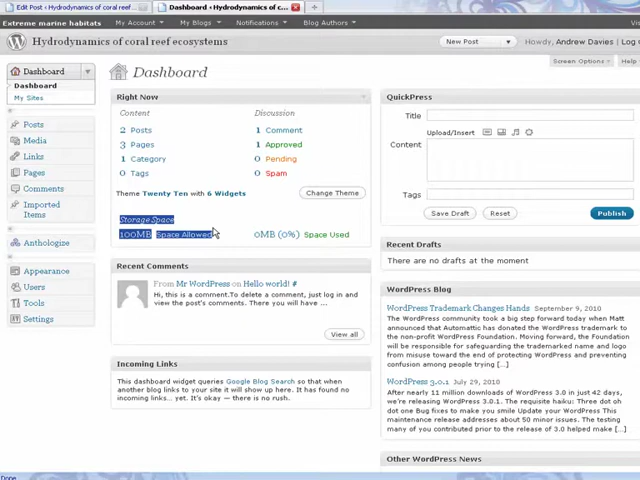 Edit Post ‹ Hydrodynamics of coral reef ...
Dashboard ‹ Hydrodynamics of c...
Extreme marine habitats
My Account
My Blogs
Notifications
Blog Authors
Hydrodynamics of coral reef ecosystems
New Post
Howdy, Andrew Davies |
Screen Options
Help
Dashboard
Dashboard
My Sites
Posts
Media
Links
Pages
Comments
Imported
Items
Anthologize
Appearance
Users
Tools
Settings
Dashboard
Right Now
Content
Discussion
2 Posts
1 Comment
3 Pages
1 Approved
1 Category
0 Pending
0 Tags
0 Spam
Theme Twenty Ten with 6 Widgets
Change Theme
Storage Space
100MB Space Allowed
0MB (0%) Space Used
Recent Comments
From Mr WordPress on Hello world! #
Hi, this is a comment.To delete a comment, just log in and
view the post's comments. There you will have ...
View all
Incoming Links
This dashboard widget queries Google Blog Search so that when
another blog links to your site it will show up here. It has found no
incoming links... yet. It's okay — there is no rush.
QuickPress
Title
Upload/Insert
Content
Tags
Save Draft
Reset
Publish
Recent Drafts
There are no drafts at the moment
WordPress Blog
WordPress Trademark Changes Hands September 9, 2010
The WordPress community took a big step forward today when Matt
announced that Automattic has donated the WordPress trademark to
the non-profit WordPress Foundation. Moving forward, the Foundation
will be responsible for safeguarding the trademarked name and logo
from misuse toward the end of protecting WordPress and preventing
confusion among people trying [...]
WordPress 3.0.1 July 29, 2010
After nearly 11 million downloads of WordPress 3.0 in just 42 days,
we're releasing WordPress 3.0.1. The requisite haiku: Three dot oh
dot one Bug fixes to make you smile Update your WordPress This
maintenance release addresses about 50 minor issues. The testing
many of you contributed prior to the release of 3.0 helped make [...]
Other WordPress News
Done